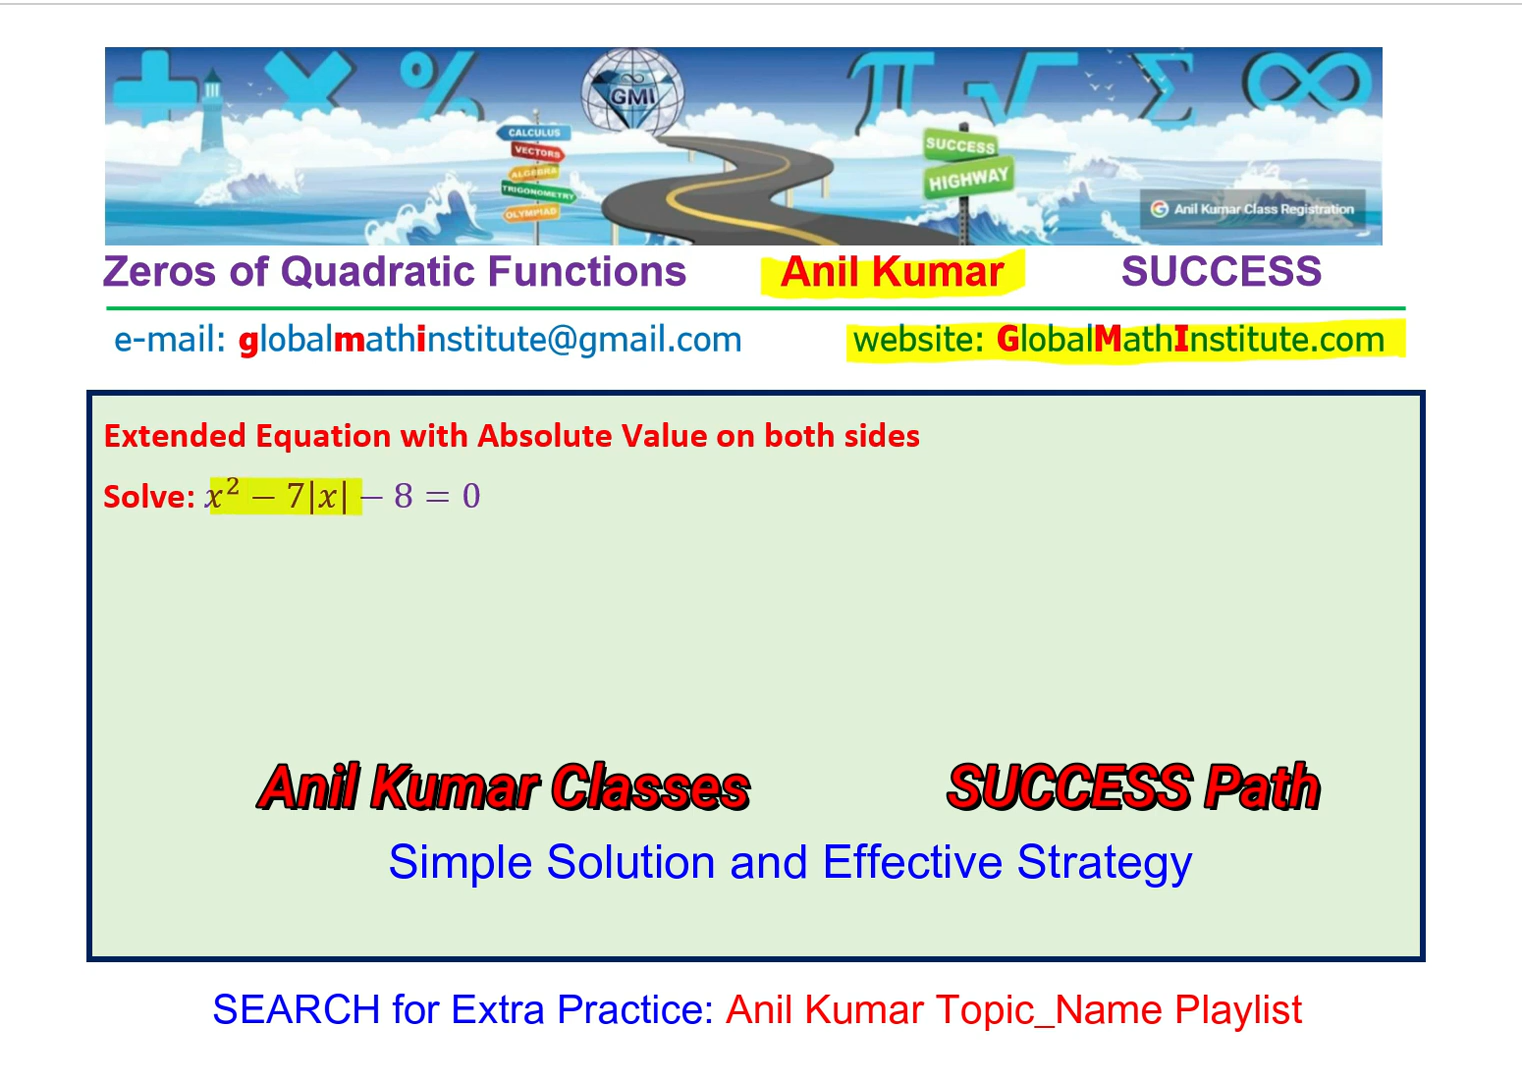 GMI
CALCULUS
VECTORS
ALGEBRA
TRIGONOMETRY
OLYMPIAD
SUCCESS
HIGHWAY
Anil Kumar Class Registration
Zeros of Quadratic Functions Anil Kumar SUCCESS
e-mail: globalmathinstitute@gmail.com website: GlobalMathInstitute.com
Extended Equation with Absolute Value on both sides
Solve: x² − 7|x| − 8 = 0
Anil Kumar Classes SUCCESS Path
Simple Solution and Effective Strategy
SEARCH for Extra Practice: Anil Kumar Topic_Name Playlist